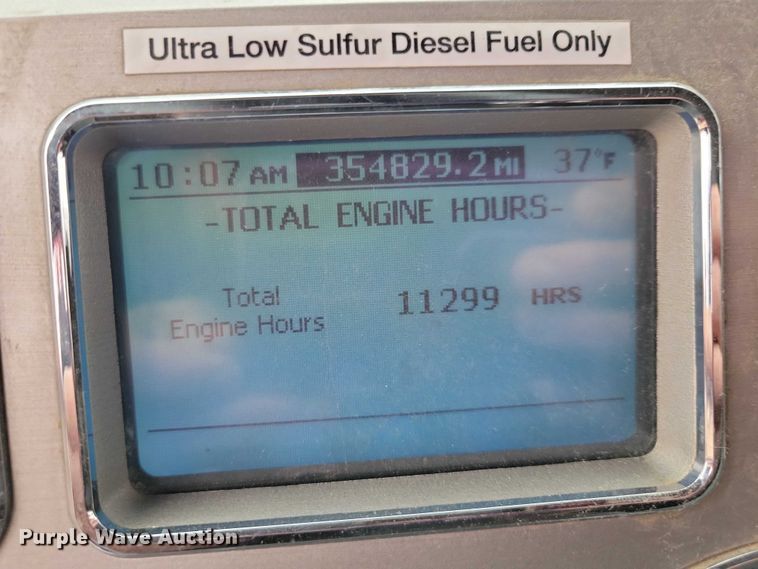 Ultra Low Sulfur Diesel Fuel Only
10:07 AM 354829.2 MI 37°F
-TOTAL ENGINE HOURS-
Total
Engine Hours 11299 HRS
Purple Wave Auction